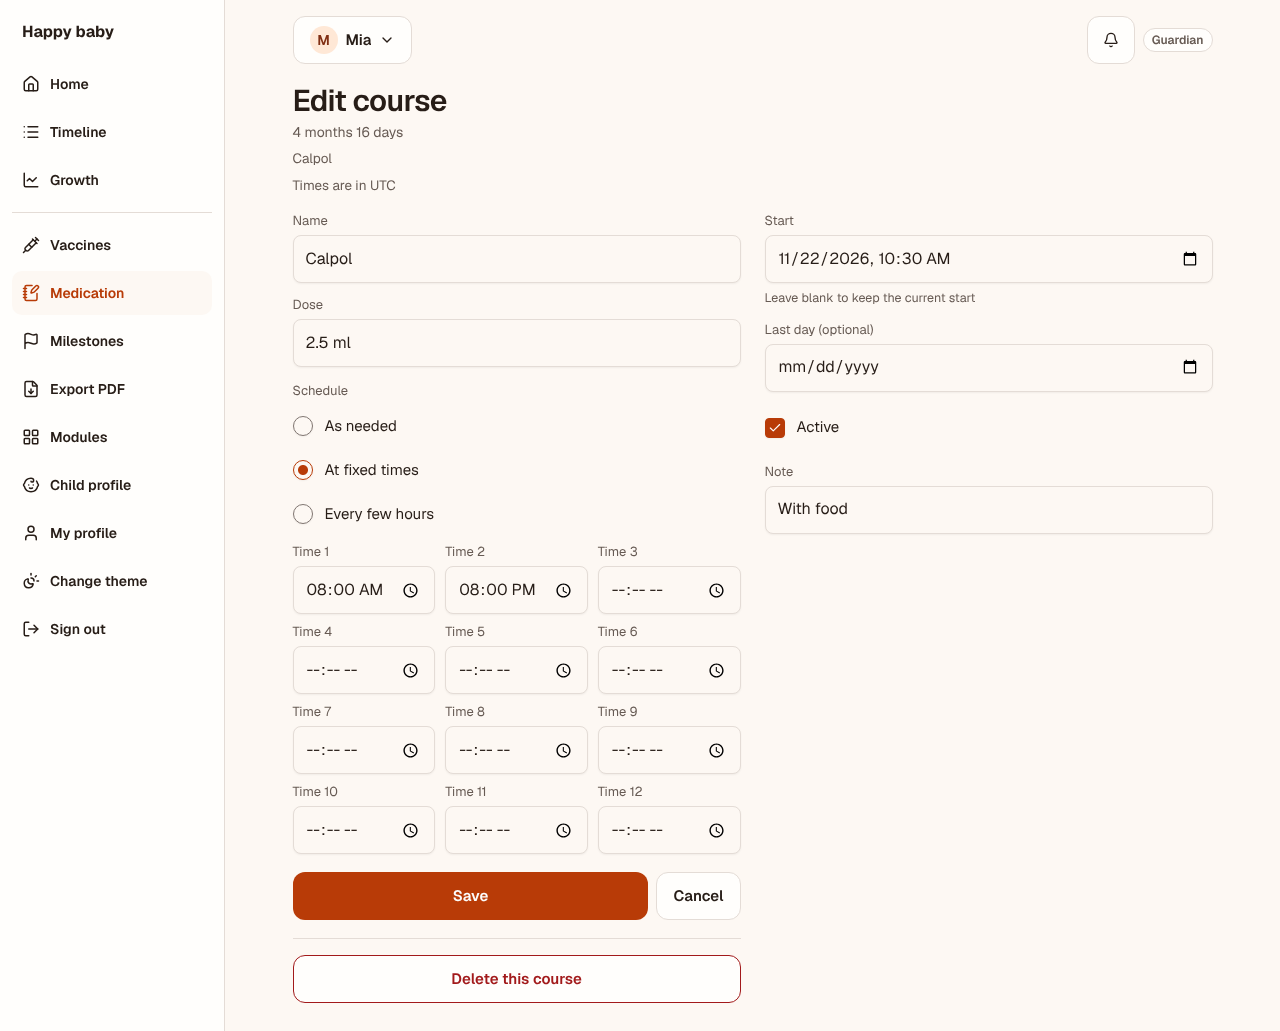 Happy baby
Home
Timeline
Growth
Vaccines
Medication
Milestones
Export PDF
Modules
Child profile
My profile
Change theme
Sign out
M Mia
Guardian
Edit course
4 months 16 days
Calpol
Times are in UTC
Name
Calpol
Dose
2.5 ml
Schedule
As needed
At fixed times
Every few hours
Time 1 Time 2 Time 3
08:00 AM 08:00 PM --:-- --
Time 4 Time 5 Time 6
--:-- -- --:-- -- --:-- --
Time 7 Time 8 Time 9
--:-- -- --:-- -- --:-- --
Time 10 Time 11 Time 12
--:-- -- --:-- -- --:-- --
Save Cancel
Delete this course
Start
11/22/2026, 10:30 AM
Leave blank to keep the current start
Last day (optional)
mm/dd/yyyy
Active
Note
With food